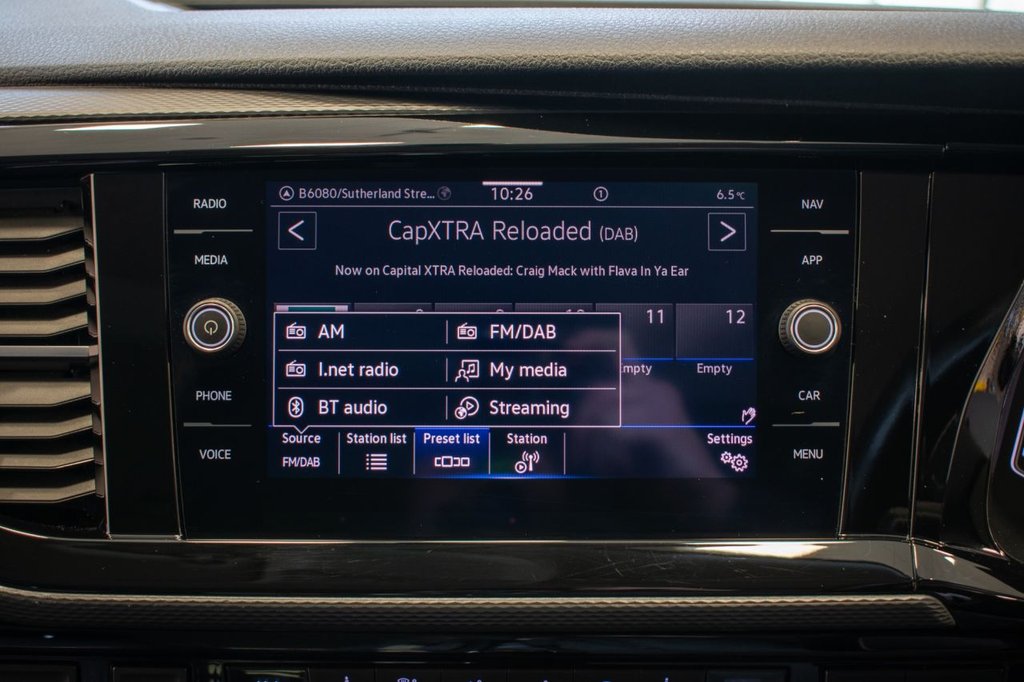 RADIO
MEDIA
PHONE
VOICE
B6080/Sutherland Stre... 10:26 1 6.5°C
< CapXTRA Reloaded (DAB) >
Now on Capital XTRA Reloaded: Craig Mack with Flava In Ya Ear
11 12
mpty Empty
AM FM/DAB
I.net radio My media
BT audio Streaming
Source Station list Preset list Station Settings
FM/DAB
NAV
APP
CAR
MENU